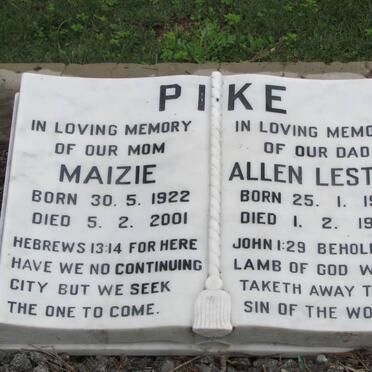 PIKE
IN LOVING MEMORY
OF OUR MOM
MAIZIE
BORN 30. 5. 1922
DIED 5. 2. 2001
HEBREWS 13:14 FOR HERE
HAVE WE NO CONTINUING
CITY BUT WE SEEK
THE ONE TO COME.
IN LOVING
OF OUR DAD
ALLEN
BORN 25. 1.
DIED 1. 2.
JOHN 1:29
LAMB OF GOD
TAKETH AWAY
SIN OF THE